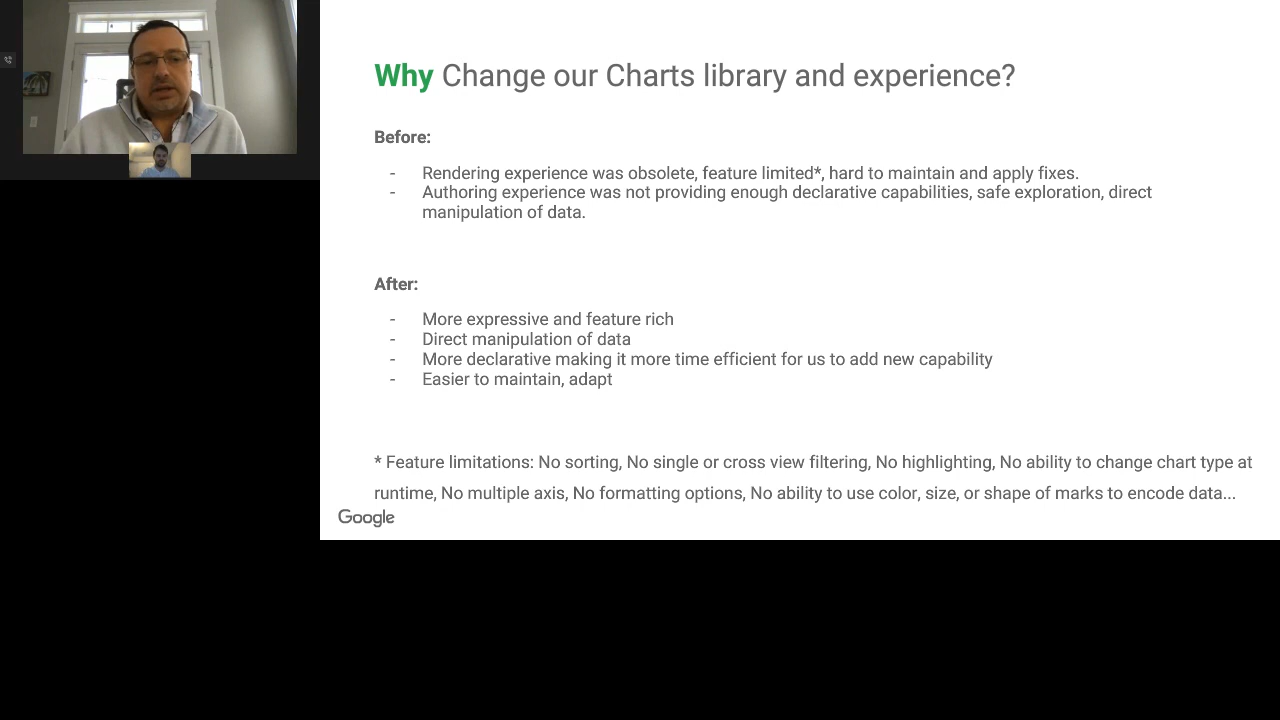 Why Change our Charts library and experience?
Before:
- Rendering experience was obsolete, feature limited*, hard to maintain and apply fixes.
- Authoring experience was not providing enough declarative capabilities, safe exploration, direct
manipulation of data.
After:
- More expressive and feature rich
- Direct manipulation of data
- More declarative making it more time efficient for us to add new capability
- Easier to maintain, adapt
* Feature limitations: No sorting, No single or cross view filtering, No highlighting, No ability to change chart type at
runtime, No multiple axis, No formatting options, No ability to use color, size, or shape of marks to encode data...
Google